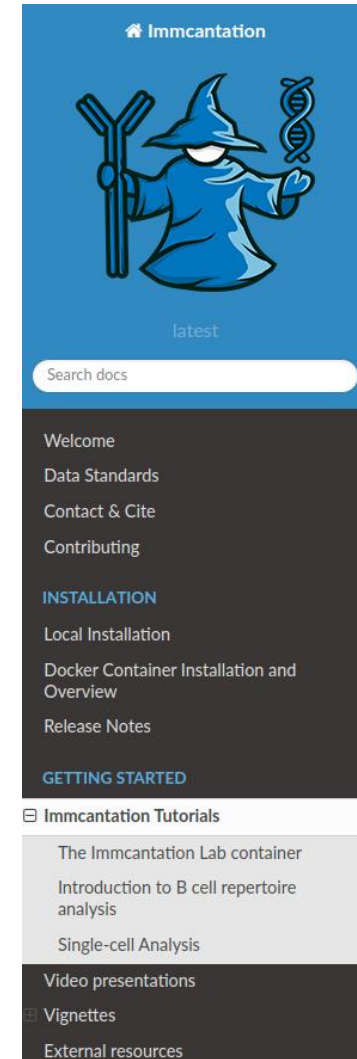 Immcantation
latest
Search docs
Welcome
Data Standards
Contact & Cite
Contributing
INSTALLATION
Local Installation
Docker Container Installation and
Overview
Release Notes
GETTING STARTED
Immcantation Tutorials
The Immcantation Lab container
Introduction to B cell repertoire
analysis
Single-cell Analysis
Video presentations
Vignettes
External resources